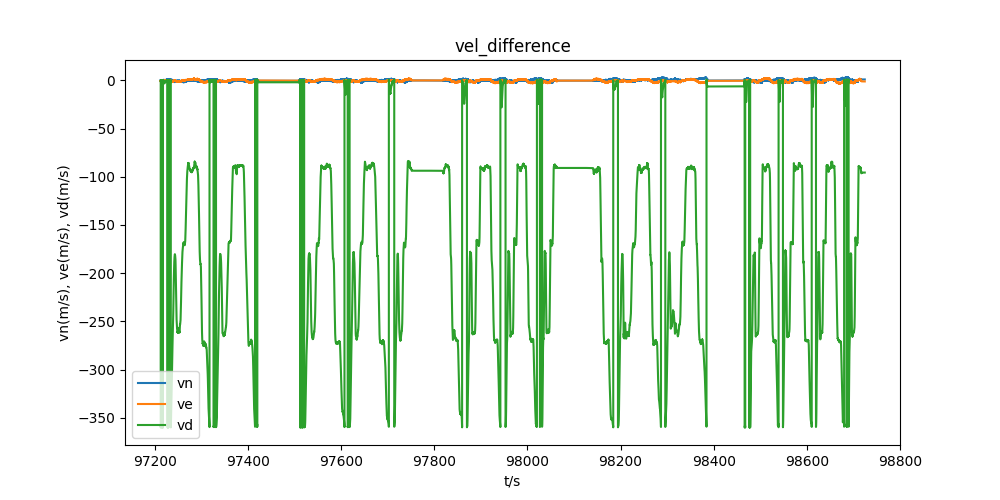 vel_difference
vn(m/s), ve(m/s), vd(m/s)
0
−50
−100
−150
−200
−250
−300
−350
vn
ve
vd
97200 97400 97600 97800 98000 98200 98400 98600 98800
t/s